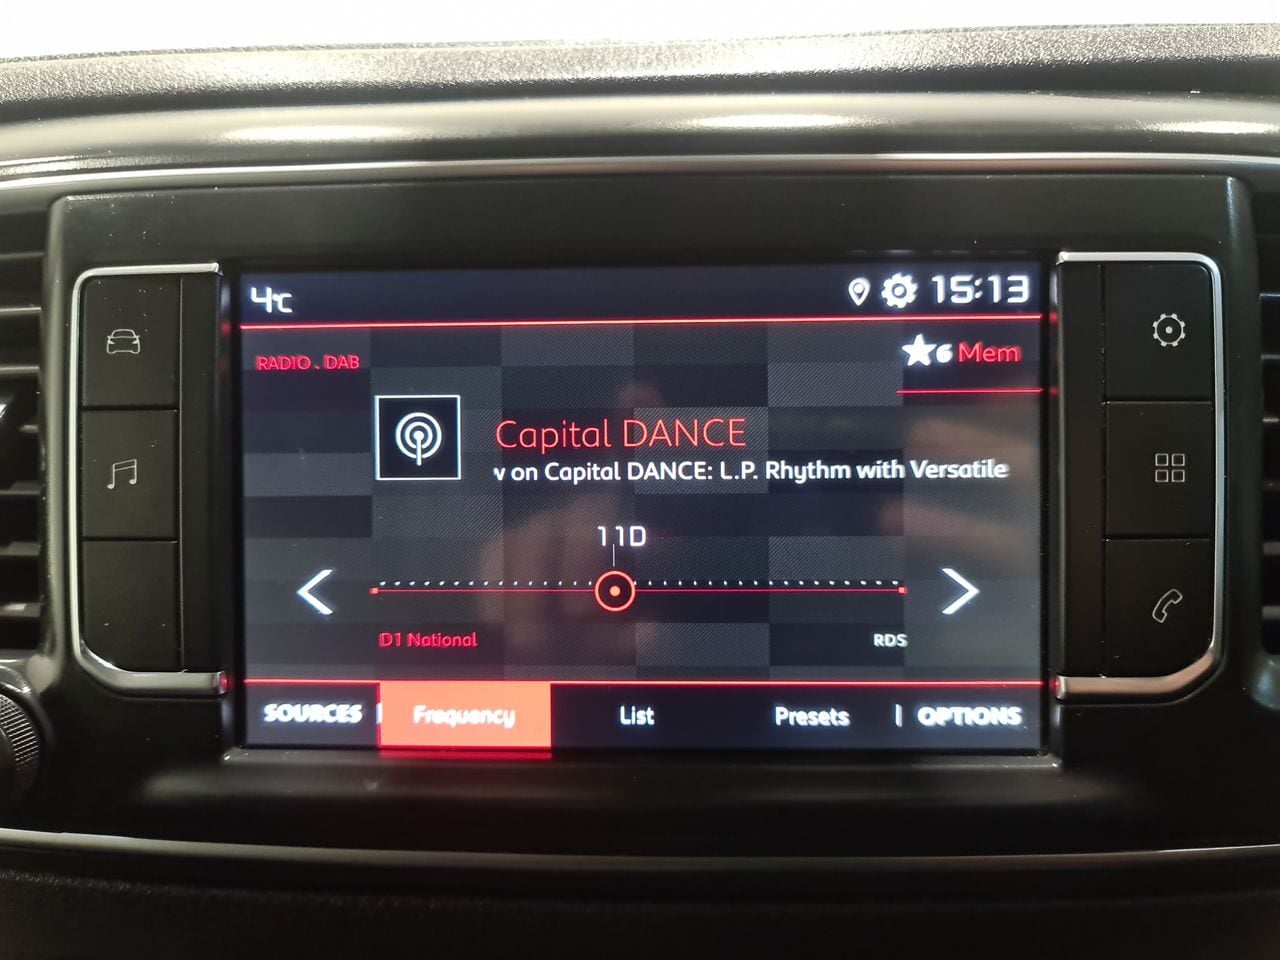 4°C
15:13
RADIO . DAB
6 Mem
Capital DANCE
v on Capital DANCE: L.P. Rhythm with Versatile
11D
D1 National
RDS
SOURCES
Frequency
List
Presets
OPTIONS